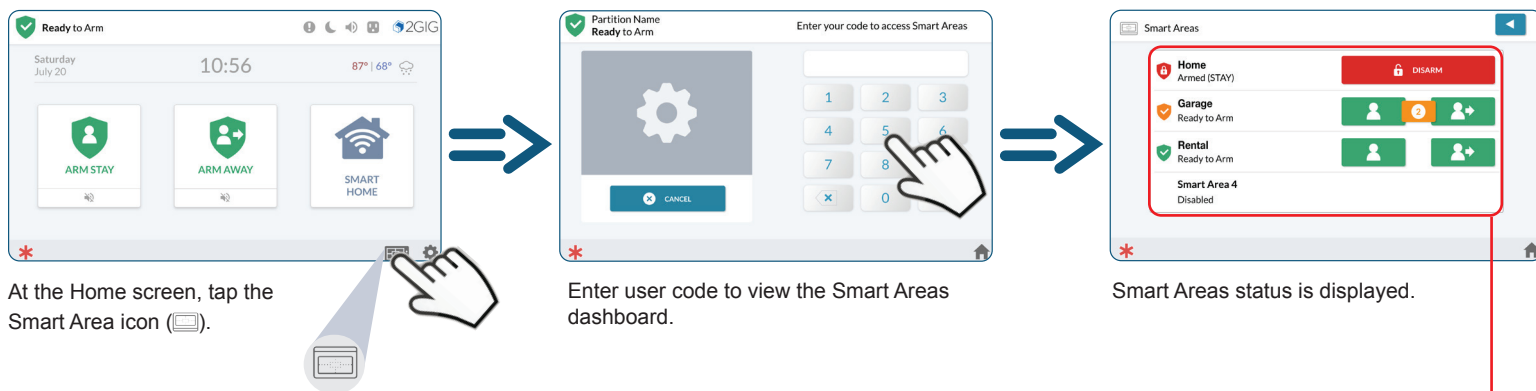 Ready to Arm
2GIG
Saturday
July 20
10:56
87° | 68°
ARM STAY
ARM AWAY
SMART
HOME
At the Home screen, tap the
Smart Area icon ( ).
Partition Name
Ready to Arm
Enter your code to access Smart Areas
1 2 3
4 5 6
7 8
0
CANCEL
Enter user code to view the Smart Areas
dashboard.
Smart Areas
Home
Armed (STAY)
DISARM
Garage
Ready to Arm
2
Rental
Ready to Arm
Smart Area 4
Disabled
Smart Areas status is displayed.